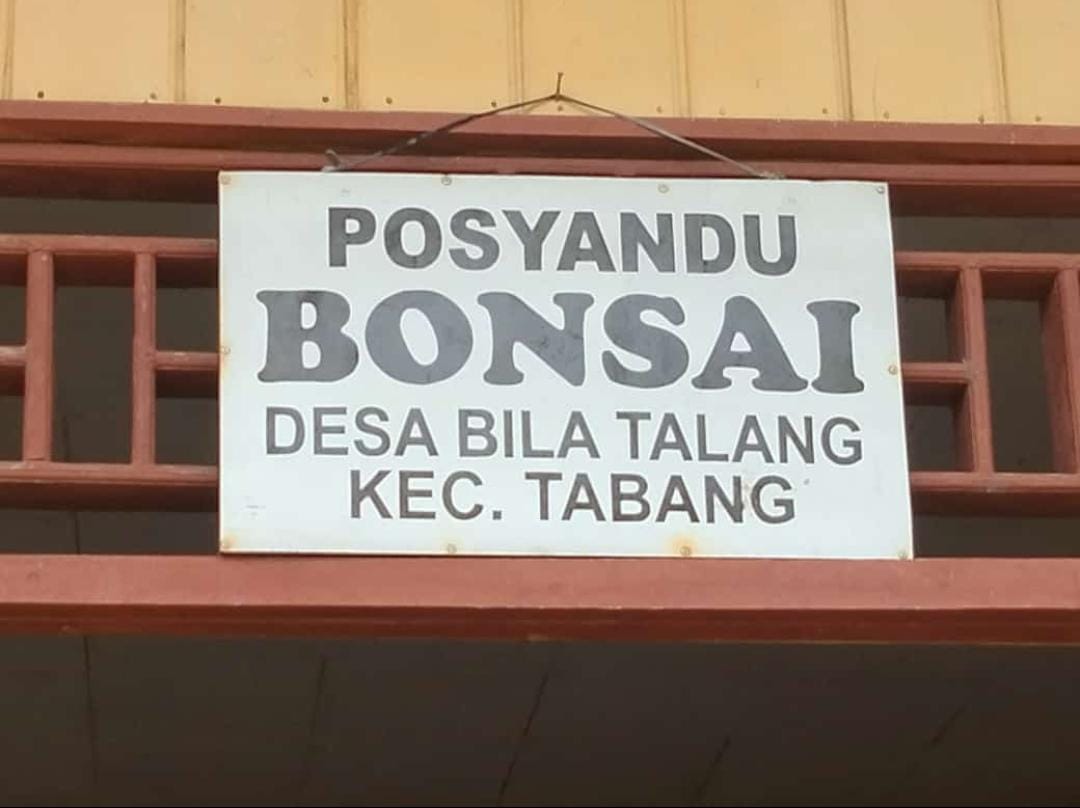 POSYANDU
BONSAI
DESA BILA TALANG
KEC. TABANG